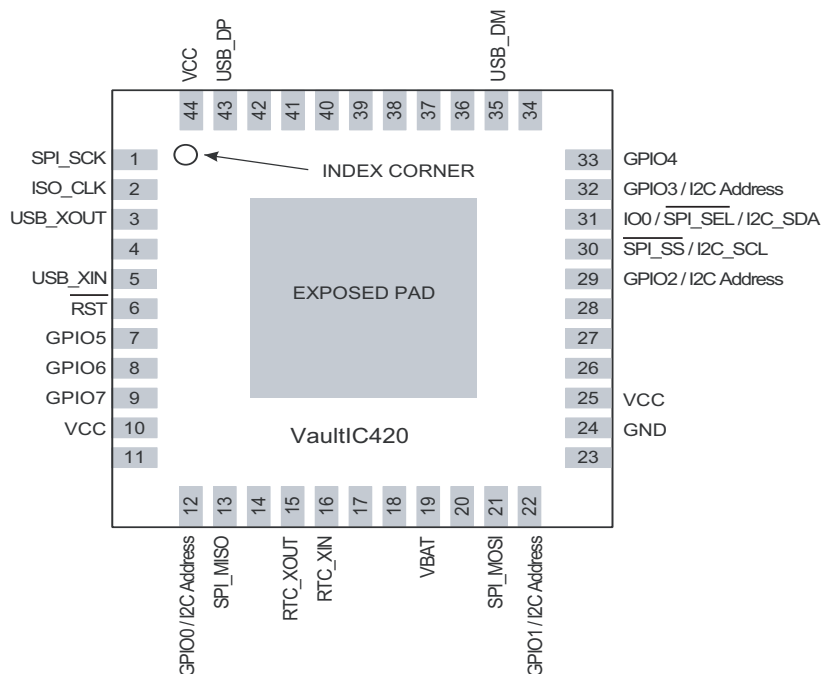 VCC
USB_DP
USB_DM
44
43
42
41
40
39
38
37
36
35
34
SPI_SCK 1
ISO_CLK 2
USB_XOUT 3
4
USB_XIN 5
RST 6
GPIO5 7
GPIO6 8
GPIO7 9
VCC 10
11
INDEX CORNER
EXPOSED PAD
VaultIC420
33 GPIO4
32 GPIO3 / I2C Address
31 IO0 / SPI_SEL / I2C_SDA
30 SPI_SS / I2C_SCL
29 GPIO2 / I2C Address
28
27
26
25 VCC
24 GND
23
12
13
14
15
16
17
18
19
20
21
22
GPIO0 / I2C Address
SPI_MISO
RTC_XOUT
RTC_XIN
VBAT
SPI_MOSI
GPIO1 / I2C Address